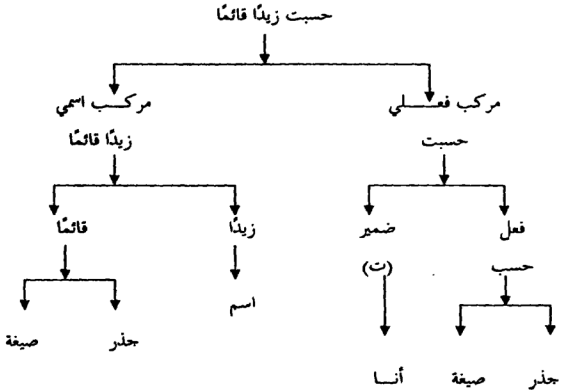 حسبت زيدًا قائمًا
مركب فعلي
مركب اسمي
حسبت
زيدًا قائمًا
فعل
ضمير
زيدًا
قائمًا
حسب
(ت)
اسم
جذر
صيغة
جذر
صيغة
أنا